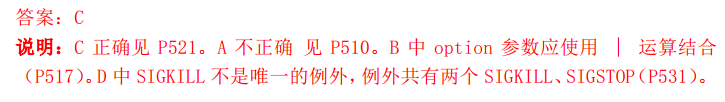 答案：C
说明：C 正确见 P521。A 不正确 见 P510。B 中 option 参数应使用 | 运算结合
（P517）。D 中 SIGKILL 不是唯一的例外，例外共有两个 SIGKILL、SIGSTOP（P531）。